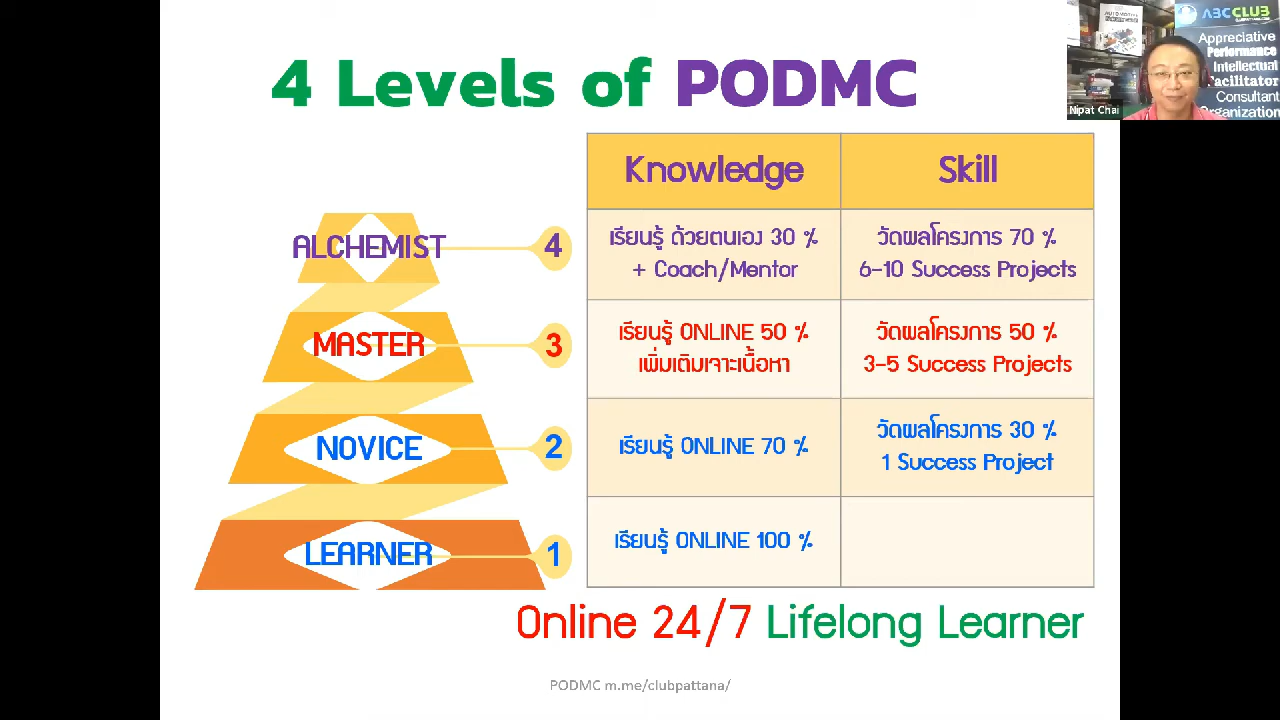 4 Levels of PODMC
ABCCLUB
Appreciative
Performance
Intellectual
Facilitator
Consultant
Organization
AUTOMOTIVE
Nipat Chai
Knowledge
Skill
ALCHEMIST
4
เรียนรู้ ด้วยตนเอง 30 %
+ Coach/Mentor
วัดผลโครงการ 70 %
6-10 Success Projects
MASTER
3
เรียนรู้ ONLINE 50 %
เพิ่มเติมเจาะเนื้อหา
วัดผลโครงการ 50 %
3-5 Success Projects
NOVICE
2
เรียนรู้ ONLINE 70 %
วัดผลโครงการ 30 %
1 Success Project
LEARNER
1
เรียนรู้ ONLINE 100 %
Online 24/7 Lifelong Learner
PODMC m.me/clubpattana/